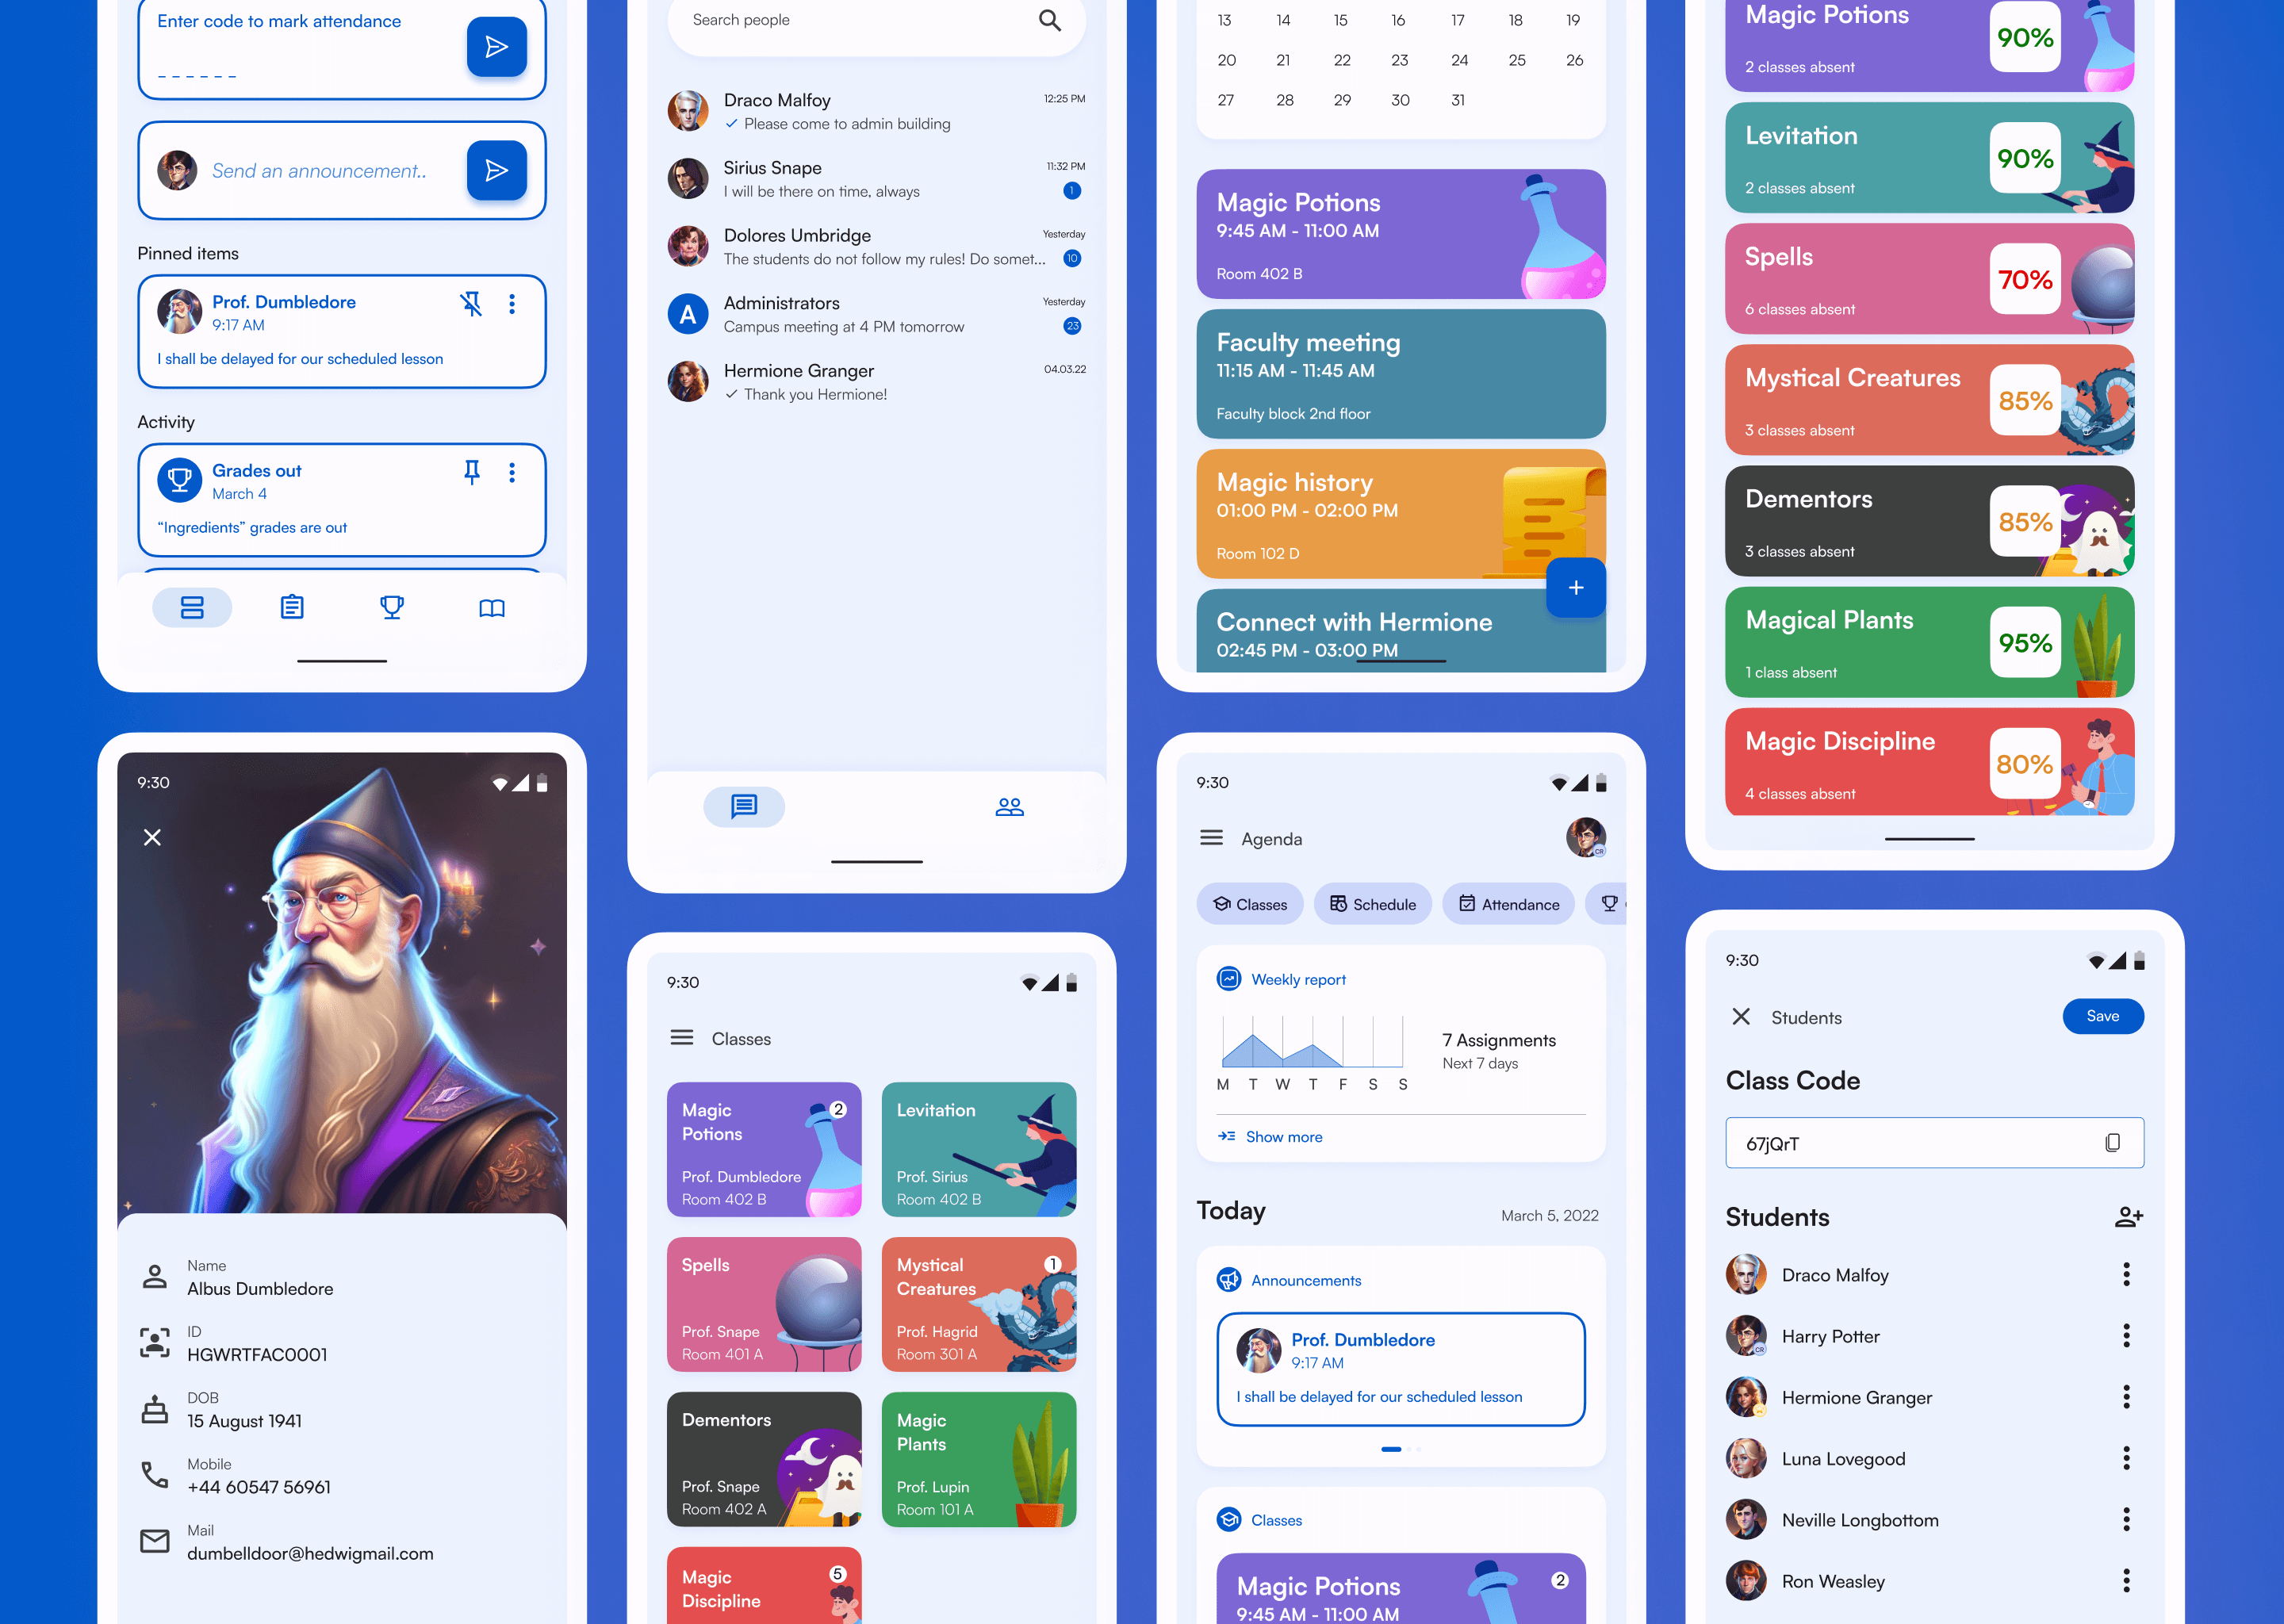 Enter code to mark attendance
_ _ _ _ _ _
Send an announcement..
Pinned items
Prof. Dumbledore
9:17 AM
I shall be delayed for our scheduled lesson
Activity
Grades out
March 4
“Ingredients” grades are out
9:30
Name
Albus Dumbledore
ID
HGWRTFAC0001
DOB
15 August 1941
Mobile
+44 60547 56961
Mail
dumbelldoor@hedwigmail.com
Search people
Draco Malfoy 12:25 PM
Please come to admin building
Sirius Snape 11:32 PM
I will be there on time, always 1
Dolores Umbridge Yesterday
The students do not follow my rules! Do somet... 10
A Administrators Yesterday
Campus meeting at 4 PM tomorrow 23
Hermione Granger 04.03.22
Thank you Hermione!
9:30
Classes
Magic 2
Potions
Prof. Dumbledore
Room 402 B
Levitation
Prof. Sirius
Room 402 B
Spells
Prof. Snape
Room 401 A
Mystical 1
Creatures
Prof. Hagrid
Room 301 A
Dementors
Prof. Snape
Room 402 A
Magic
Plants
Prof. Lupin
Room 101 A
Magic 5
Discipline
13 14 15 16 17 18 19
20 21 22 23 24 25 26
27 28 29 30 31
Magic Potions
9:45 AM - 11:00 AM
Room 402 B
Faculty meeting
11:15 AM - 11:45 AM
Faculty block 2nd floor
Magic history
01:00 PM - 02:00 PM
Room 102 D
+
Connect with Hermione
02:45 PM - 03:00 PM
9:30
Agenda
CR
Classes Schedule Attendance
Weekly report
7 Assignments
Next 7 days
M T W T F S S
Show more
Today March 5, 2022
Announcements
Prof. Dumbledore
9:17 AM
I shall be delayed for our scheduled lesson
Classes
Magic Potions 2
9:45 AM - 11:00 AM
Magic Potions
90%
2 classes absent
Levitation
90%
2 classes absent
Spells
70%
6 classes absent
Mystical Creatures
85%
3 classes absent
Dementors
85%
3 classes absent
Magical Plants
95%
1 class absent
Magic Discipline
80%
4 classes absent
9:30
Students Save
Class Code
67jQrT
Students
Draco Malfoy
Harry Potter
CR
Hermione Granger
Luna Lovegood
Neville Longbottom
Ron Weasley